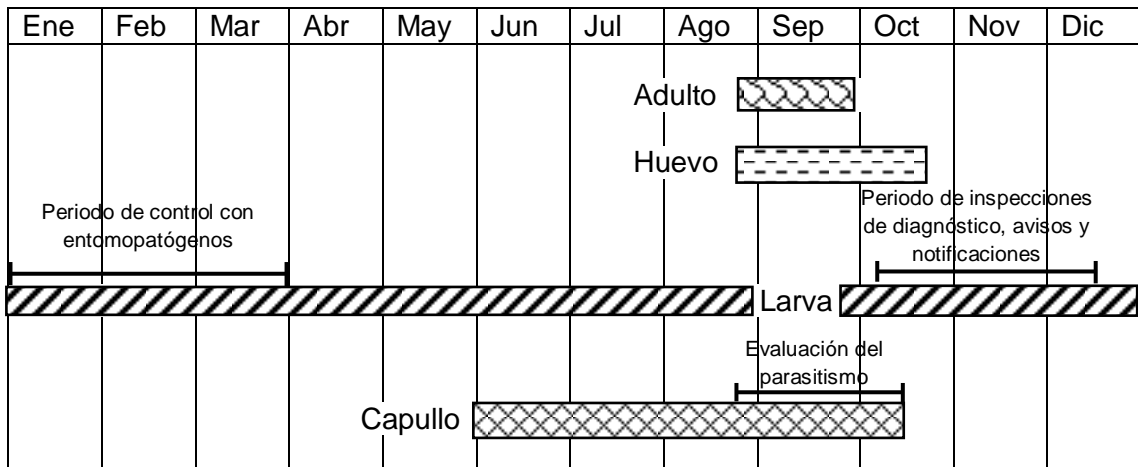 Ene Feb Mar Abr May Jun Jul Ago Sep Oct Nov Dic
Adulto
Huevo
Periodo de control con
entomopatógenos
Periodo de inspecciones
de diagnóstico, avisos y
notificaciones
Larva
Evaluación del
parasitismo
Capullo